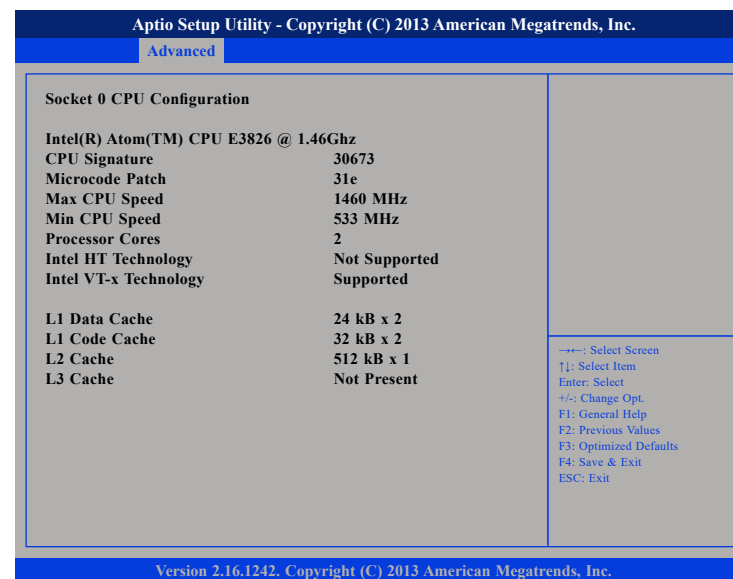 Aptio Setup Utility - Copyright (C) 2013 American Megatrends, Inc.
Advanced
Socket 0 CPU Configuration
Intel(R) Atom(TM) CPU E3826 @ 1.46Ghz
CPU Signature 30673
Microcode Patch 31e
Max CPU Speed 1460 MHz
Min CPU Speed 533 MHz
Processor Cores 2
Intel HT Technology Not Supported
Intel VT-x Technology Supported
L1 Data Cache 24 kB x 2
L1 Code Cache 32 kB x 2
L2 Cache 512 kB x 1
L3 Cache Not Present
→←: Select Screen
↑↓: Select Item
Enter: Select
+/-: Change Opt.
F1: General Help
F2: Previous Values
F3: Optimized Defaults
F4: Save & Exit
ESC: Exit
Version 2.16.1242. Copyright (C) 2013 American Megatrends, Inc.